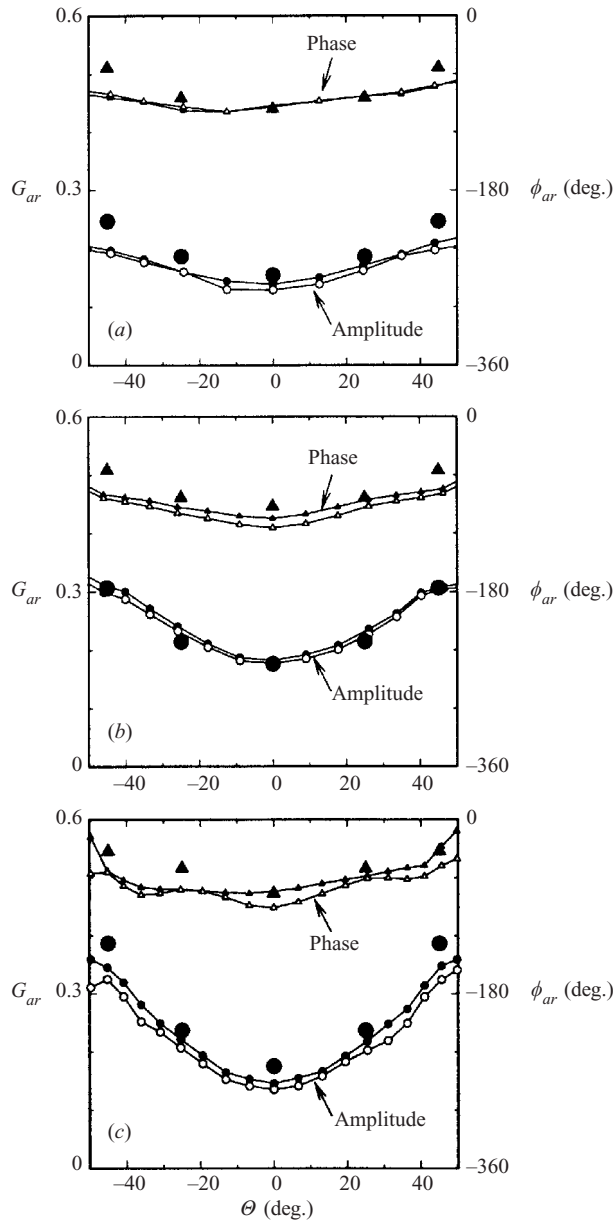 0.6
0
Phase
0.3
G_ar
–180
ϕ_ar (deg.)
(a)
Amplitude
0
–360
–40
–20
0
20
40
0.6
0
Phase
0.3
G_ar
–180
ϕ_ar (deg.)
Amplitude
(b)
0
–360
–40
–20
0
20
40
0.6
0
Phase
G_ar
0.3
–180
ϕ_ar (deg.)
Amplitude
(c)
0
–360
–40
–20
0
20
40
Θ (deg.)